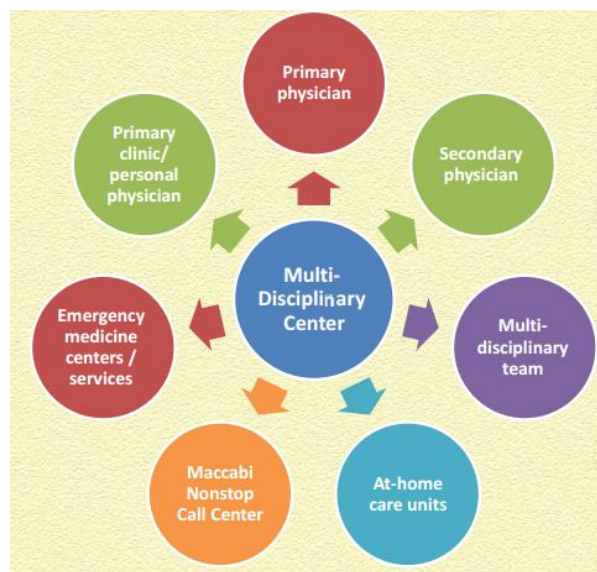 Primary
physician
Primary
clinic/
personal
physician
Secondary
physician
Multi-
Disciplinary
Center
Emergency
medicine
centers /
services
Multi-
disciplinary
team
Maccabi
Nonstop
Call Center
At-home
care units